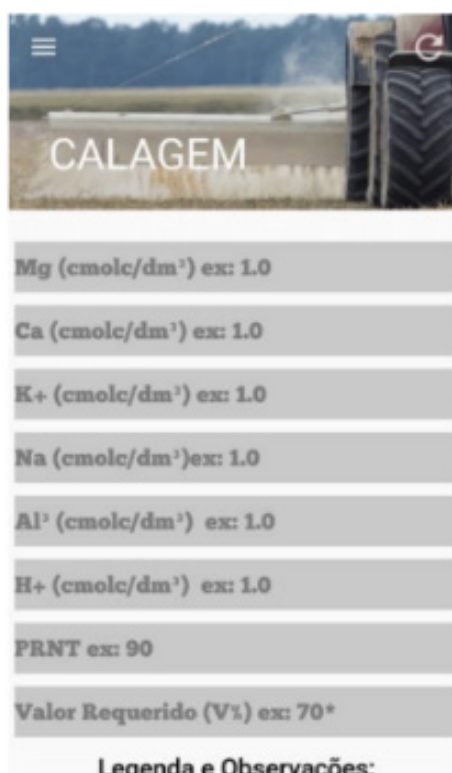 CALAGEM
Mg (cmolc/dm³) ex: 1.0
Ca (cmolc/dm³) ex: 1.0
K+ (cmolc/dm³) ex: 1.0
Na (cmolc/dm³)ex: 1.0
Al³ (cmolc/dm³) ex: 1.0
H+ (cmolc/dm³) ex: 1.0
PRNT ex: 90
Valor Requerido (V%) ex: 70*
Legenda e Observações: